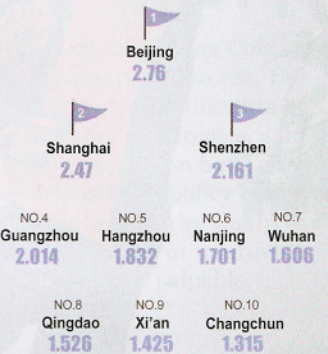 1
Beijing
2.76
2 3
Shanghai Shenzhen
2.47 2.161
NO.4 NO.5 NO.6 NO.7
Guangzhou Hangzhou Nanjing Wuhan
2.014 1.832 1.701 1.606
NO.8 NO.9 NO.10
Qingdao Xi'an Changchun
1.526 1.425 1.315